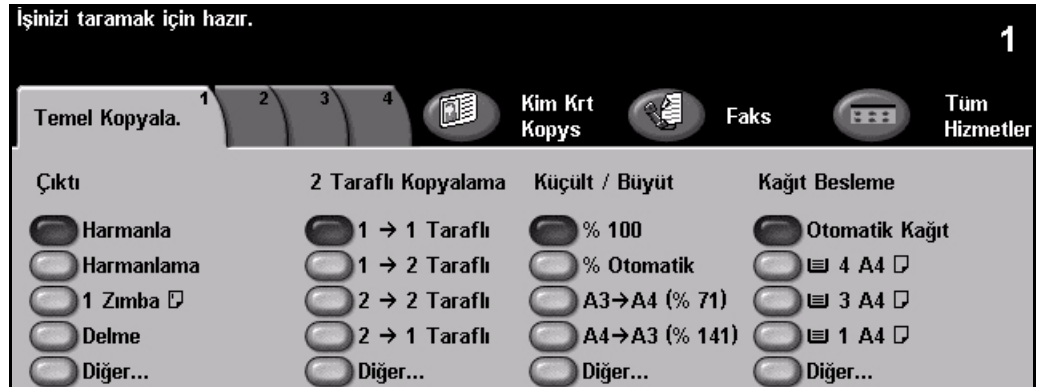 İşinizi taramak için hazır.
1
Temel Kopyala.
1
2
3
4
Kim Krt
Kopys
Faks
Tüm
Hizmetler
Çıktı
Harmanla
Harmanlama
1 Zımba
Delme
Diğer...
2 Taraflı Kopyalama
1 → 1 Taraflı
1 → 2 Taraflı
2 → 2 Taraflı
2 → 1 Taraflı
Diğer...
Küçült / Büyüt
% 100
% Otomatik
A3→A4 (% 71)
A4→A3 (% 141)
Diğer...
Kağıt Besleme
Otomatik Kağıt
4 A4
3 A4
1 A4